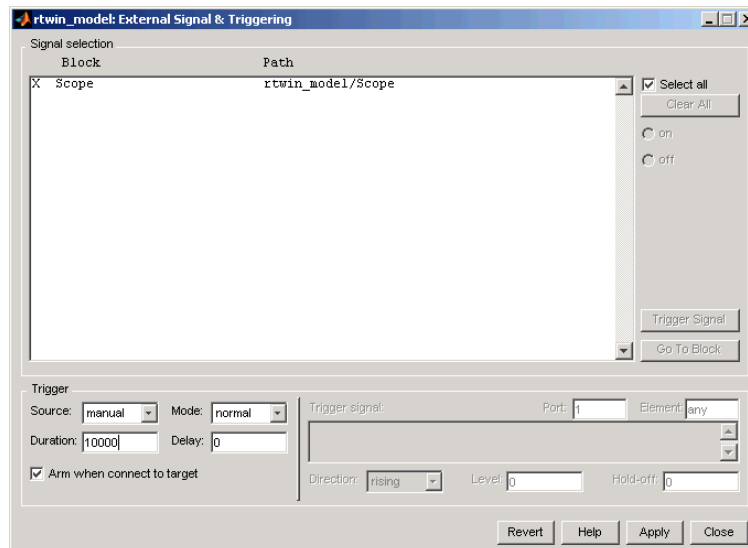 rtwin_model: External Signal & Triggering
Signal selection
Block Path
X Scope rtwin_model/Scope
Select all
Clear All
on
off
Trigger Signal
Go To Block
Trigger
Source: manual Mode: normal
Duration: 10000 Delay: 0
Arm when connect to target
Trigger signal: Port: 1 Element: any
Direction: rising Level: 0 Hold-off: 0
Revert Help Apply Close